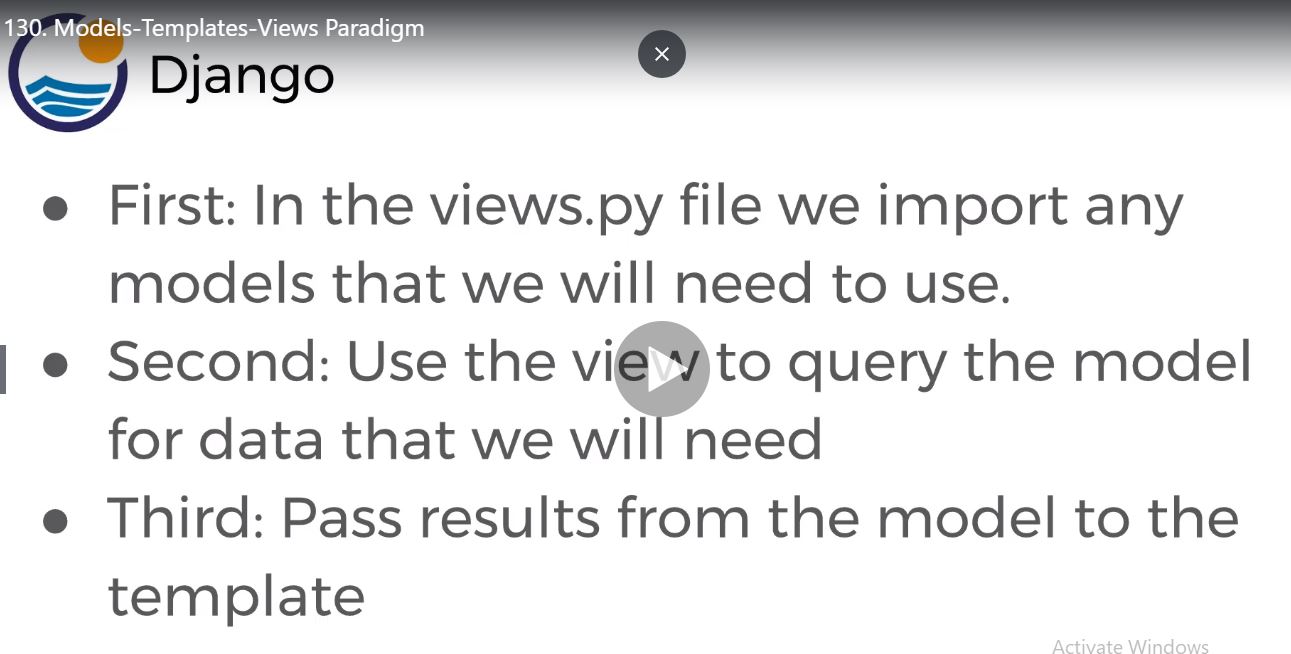 130. Models-Templates-Views Paradigm
Django
● First: In the views.py file we import any
models that we will need to use.
● Second: Use the view to query the model
for data that we will need
● Third: Pass results from the model to the
template
Activate Windows